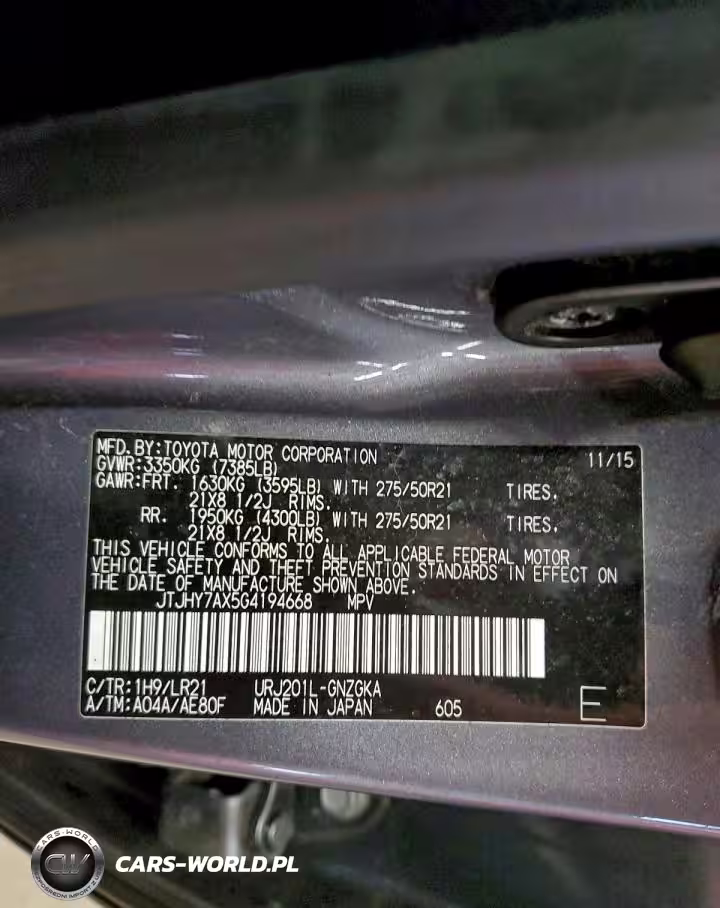 MFD. BY:TOYOTA MOTOR CORPORATION 11/15
GVWR:3350KG (7385LB)
GAWR:FRT. 1630KG (3595LB) WITH 275/50R21 TIRES.
21X8 1/2J RIMS.
RR. 1950KG (4300LB) WITH 275/50R21 TIRES.
21X8 1/2J RIMS.
THIS VEHICLE CONFORMS TO ALL APPLICABLE FEDERAL MOTOR
VEHICLE SAFETY AND THEFT PREVENTION STANDARDS IN EFFECT ON
THE DATE OF MANUFACTURE SHOWN ABOVE.
JTJHY7AX5G4194668 MPV
C/TR:1H9/LR21 URJ201L-GNZGKA
A/TM:A04A/AE80F MADE IN JAPAN 605 E
CARS-WORLD
CW
CARS-WORLD.PL